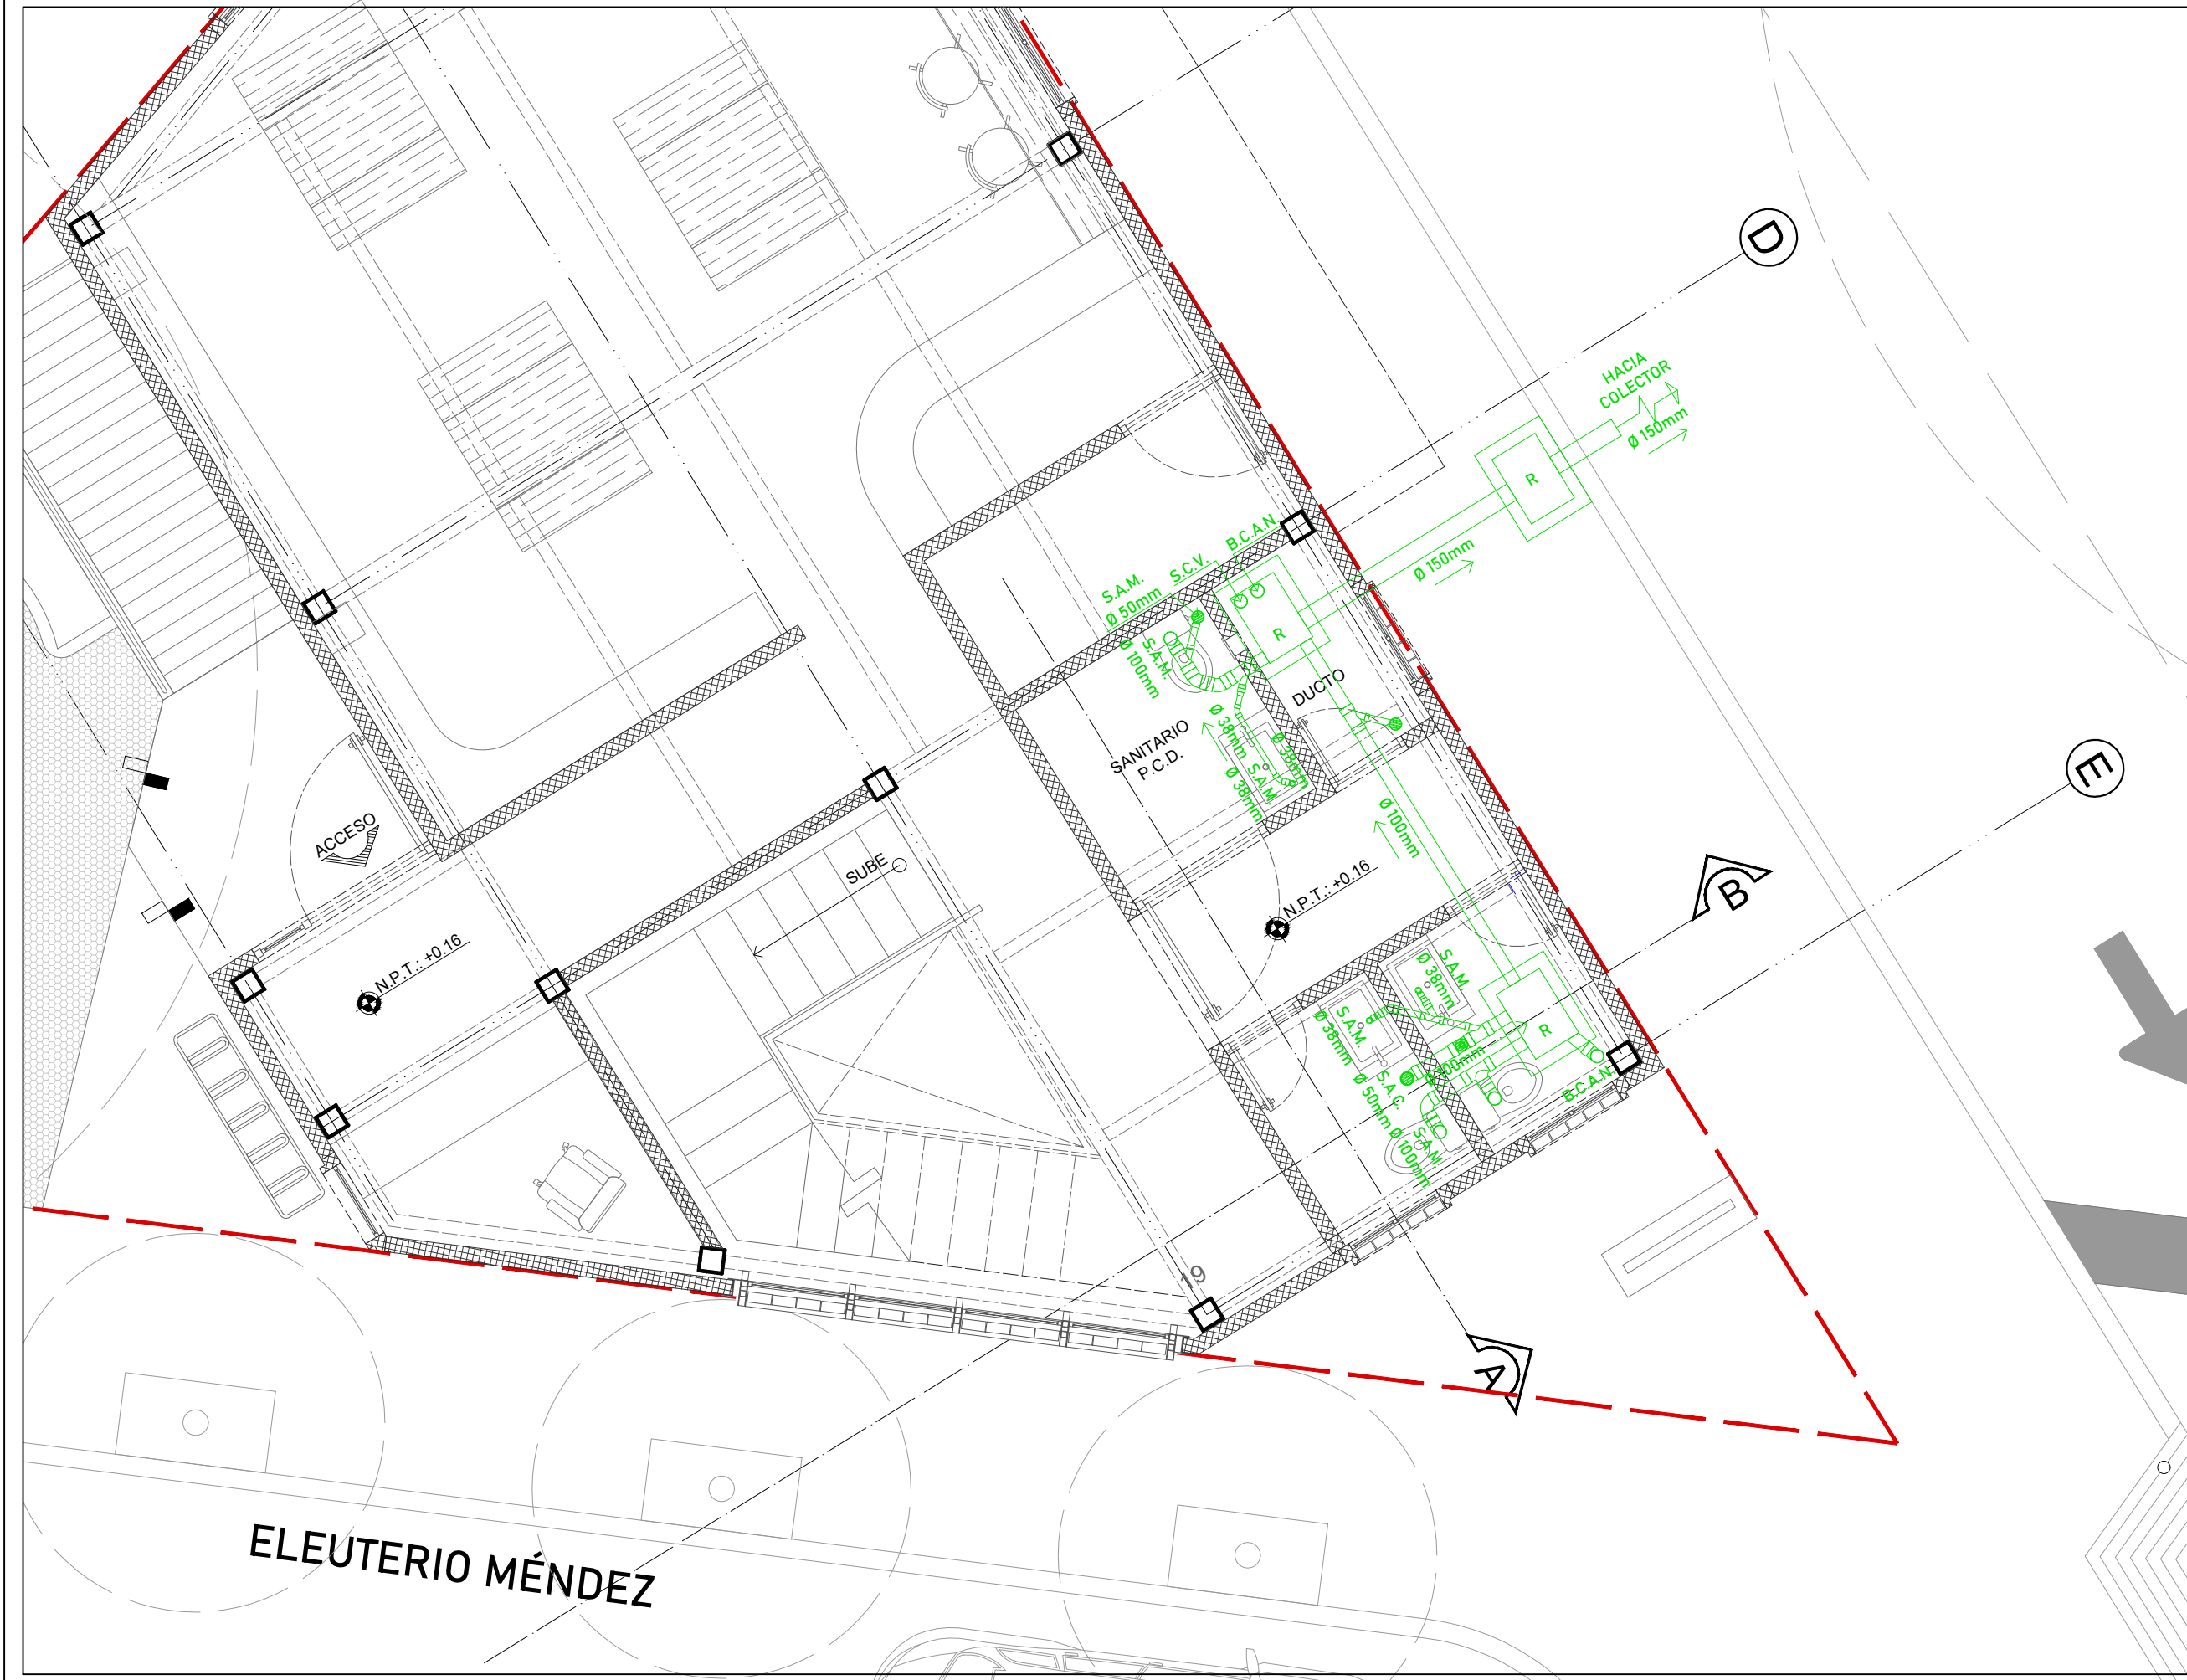 D
HACIA
COLECTOR
Ø 150mm
R
B.C.A.N.
S.C.V.
S.A.M.
Ø 50mm
Ø 150mm
R
S.A.M.
Ø 100mm
DUCTO
SANITARIO
P.C.D.
Ø 38mm
Ø 38mm
S.A.M.
Ø 38mm
E
Ø 100mm
ACCESO
SUBE
N.P.T.: +0.16
B
N.P.T.: +0.16
S.A.M.
Ø 38mm
S.A.M.
Ø 38mm
R
Ø 100mm
S.A.C.
Ø 50mm
B.C.A.N.
S.A.M.
Ø 100mm
19
A
ELEUTERIO MÉNDEZ